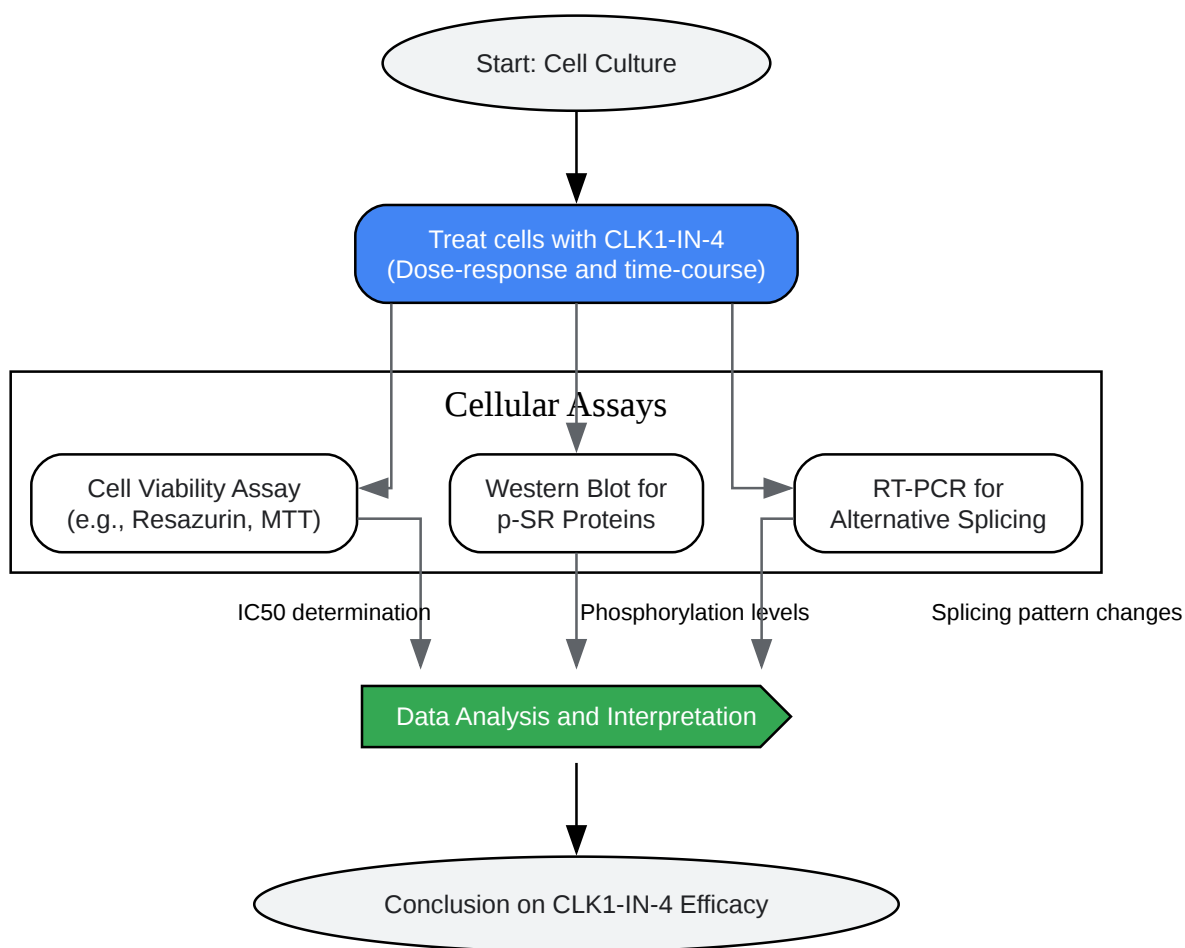 Start: Cell Culture
Treat cells with CLK1-IN-4
(Dose-response and time-course)
Cellular Assays
Cell Viability Assay
(e.g., Resazurin, MTT)
Western Blot for
p-SR Proteins
RT-PCR for
Alternative Splicing
IC50 determination
Phosphorylation levels
Splicing pattern changes
Data Analysis and Interpretation
Conclusion on CLK1-IN-4 Efficacy